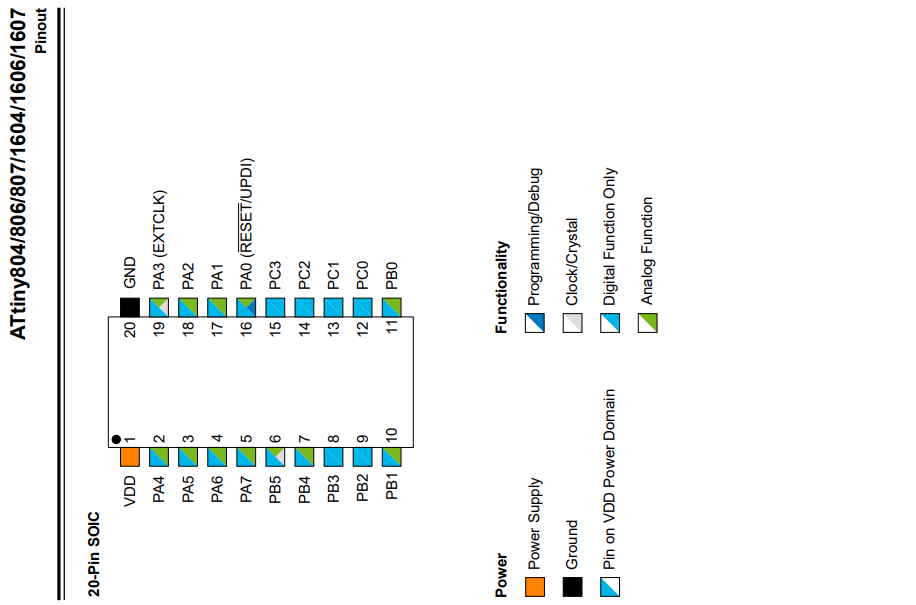 ATtiny804/806/807/1604/1606/1607
Pinout
20-Pin SOIC
VDD 1 20 GND
PA4 2 19 PA3 (EXTCLK)
PA5 3 18 PA2
PA6 4 17 PA1
PA7 5 16 PA0 (RESET/UPDI)
PB5 6 15 PC3
PB4 7 14 PC2
PB3 8 13 PC1
PB2 9 12 PC0
PB1 10 11 PB0
Power
Power Supply
Ground
Pin on VDD Power Domain
Functionality
Programming/Debug
Clock/Crystal
Digital Function Only
Analog Function